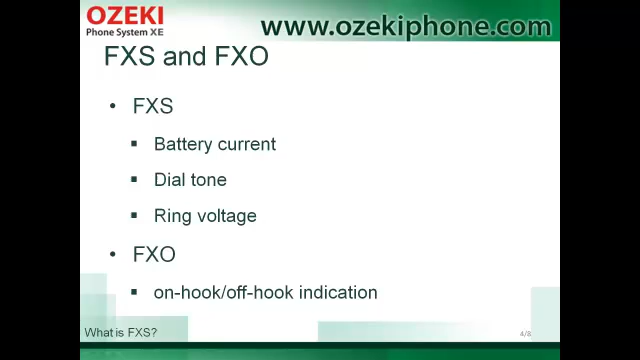 OZEKI
Phone System XE
www.ozekiphone.com
FXS and FXO
• FXS
▪ Battery current
▪ Dial tone
▪ Ring voltage
• FXO
▪ on-hook/off-hook indication
What is FXS?
4/8